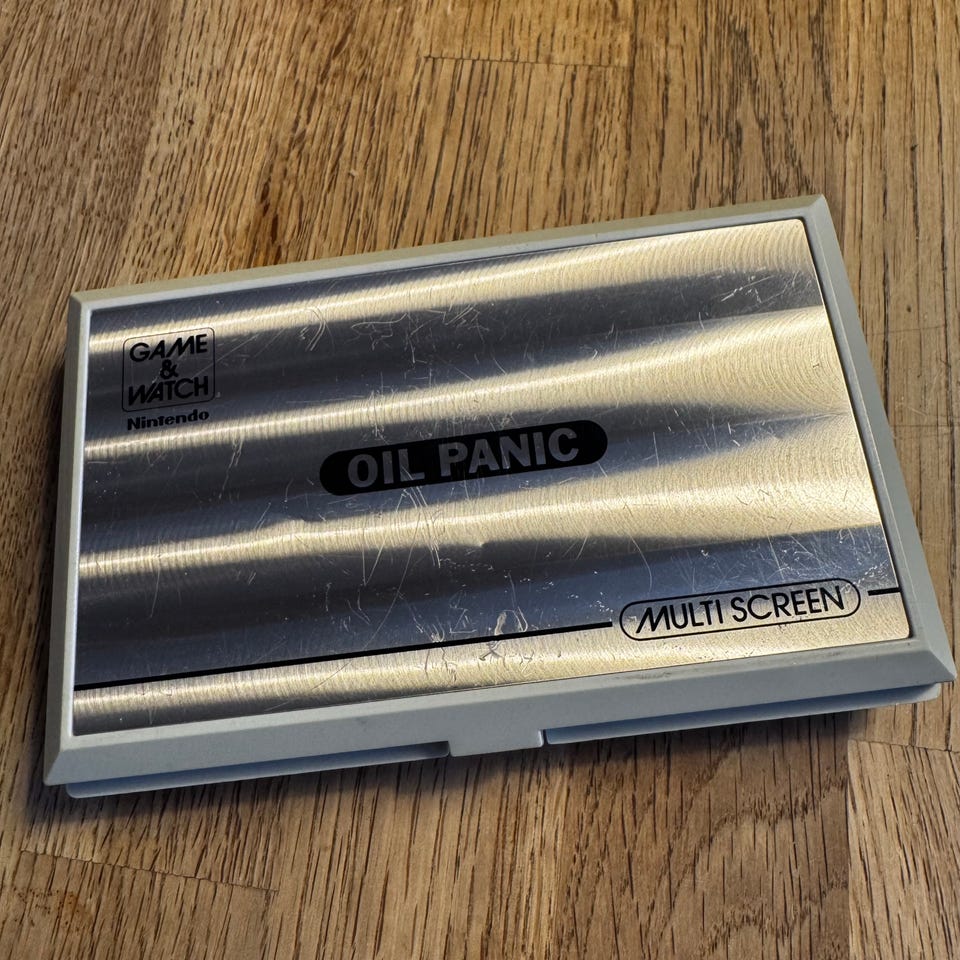 GAME
&
WATCH
Nintendo
OIL PANIC
MULTI SCREEN